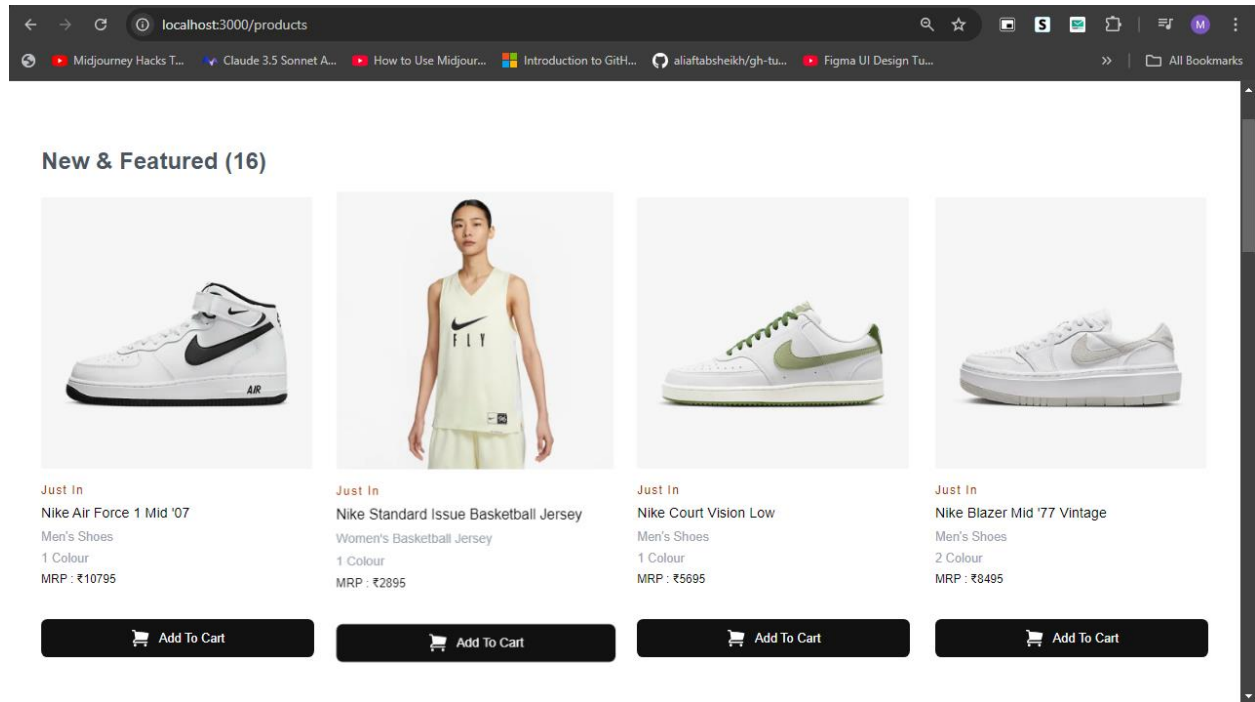 localhost:3000/products
S
M
Midjourney Hacks T...
Claude 3.5 Sonnet A...
How to Use Midjour...
Introduction to GitH...
aliaftabsheikh/gh-tu...
Figma UI Design Tu...
All Bookmarks
New & Featured (16)
AIR
FLY
Just In
Nike Air Force 1 Mid '07
Men's Shoes
1 Colour
MRP : ₹10795
Add To Cart
Just In
Nike Standard Issue Basketball Jersey
Women's Basketball Jersey
1 Colour
MRP : ₹2895
Add To Cart
Just In
Nike Court Vision Low
Men's Shoes
1 Colour
MRP : ₹5695
Add To Cart
Just In
Nike Blazer Mid '77 Vintage
Men's Shoes
2 Colour
MRP : ₹8495
Add To Cart